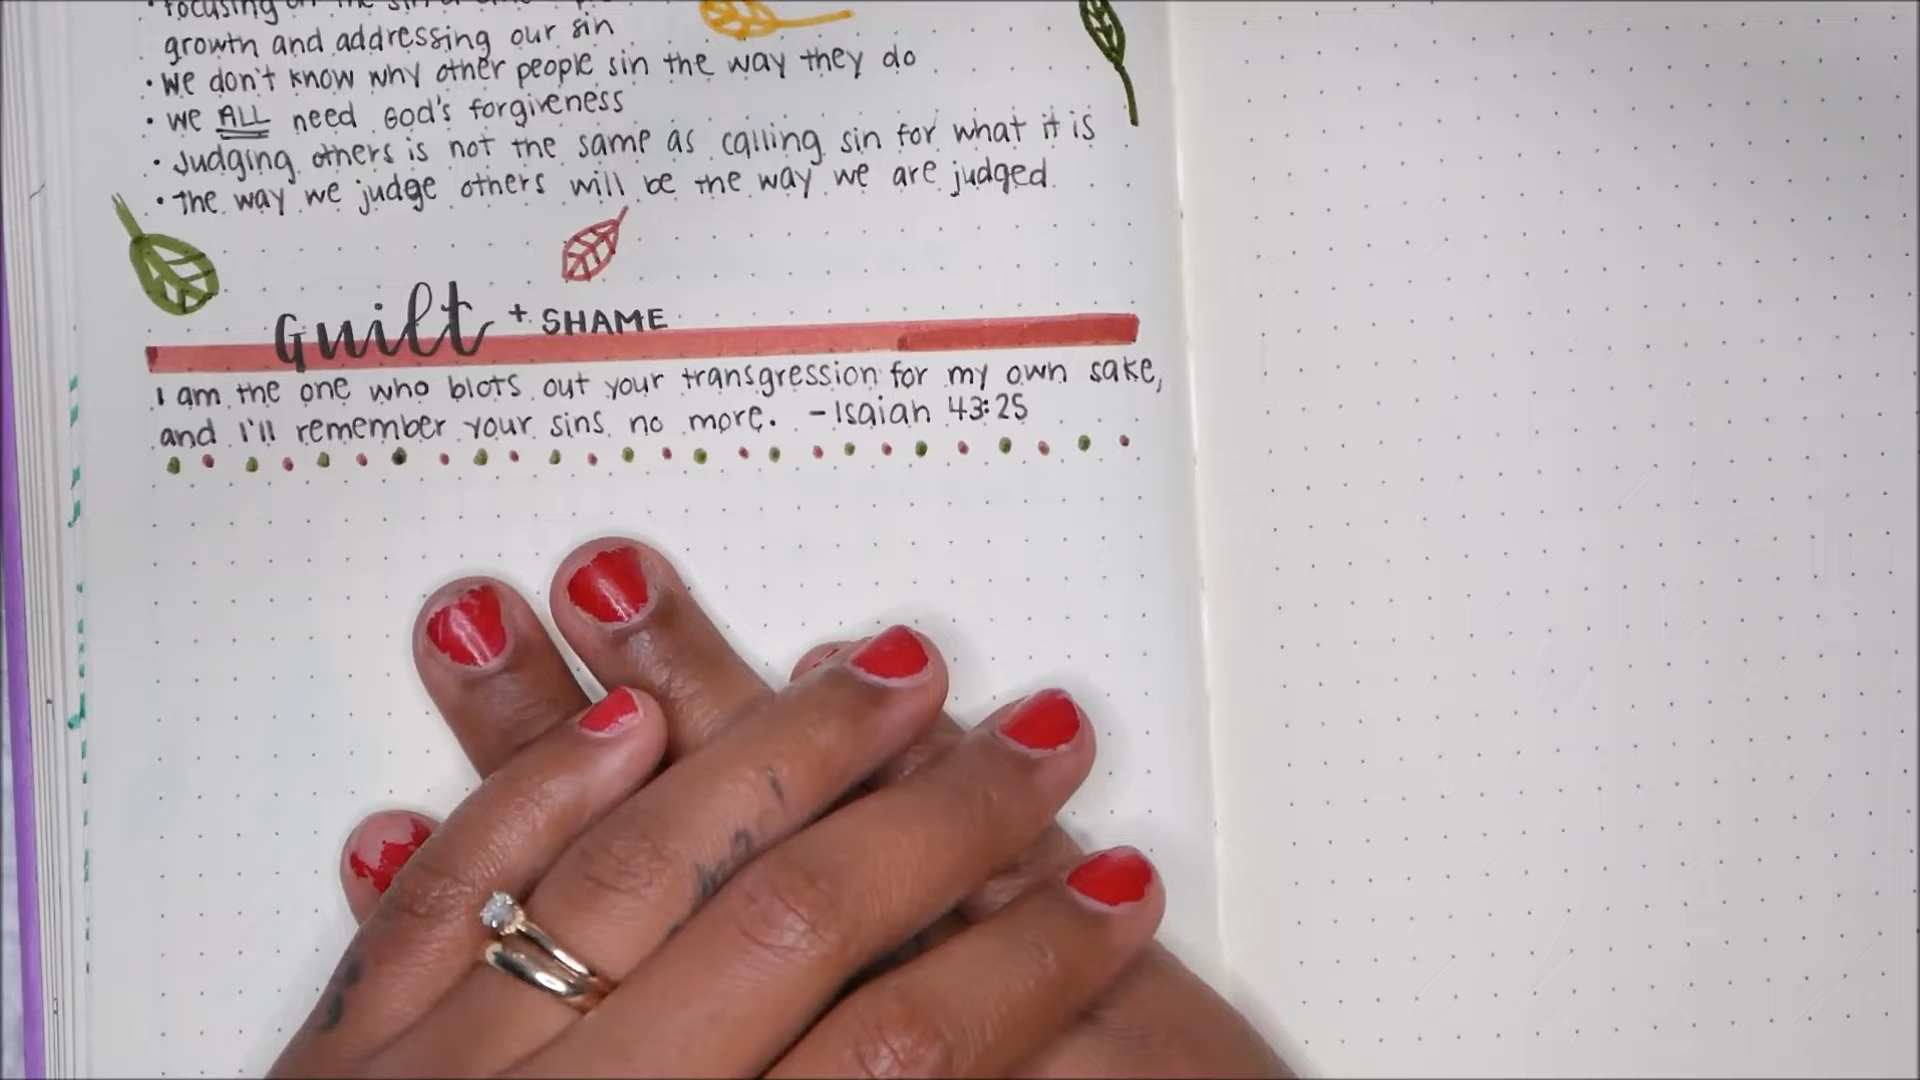 focusing on the
growth and addressing our sin
• we don't know why other people sin the way they do
• we ALL need God's forgiveness
• Judging others is not the same as calling sin for what it is
• the way we judge others will be the way we are judged
Guilt + SHAME
I am the one who blots out your transgression for my own sake,
and I'll remember your sins no more. - Isaiah 43:25